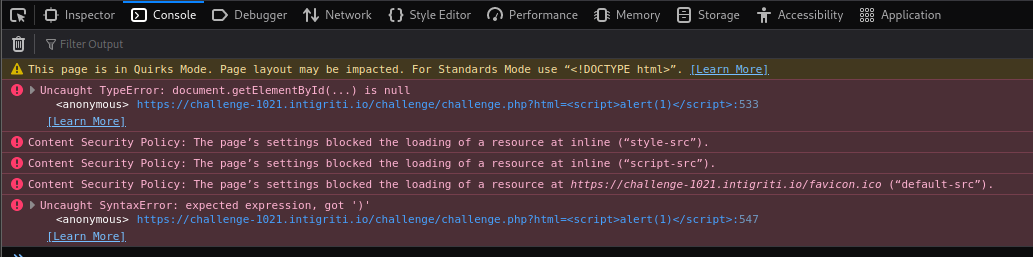 Inspector Console Debugger Network Style Editor Performance Memory Storage Accessibility Application
Filter Output
This page is in Quirks Mode. Page layout may be impacted. For Standards Mode use “<!DOCTYPE html>”. [Learn More]
Uncaught TypeError: document.getElementById(...) is null
<anonymous> https://challenge-1021.intigriti.io/challenge/challenge.php?html=<script>alert(1)</script>:533
[Learn More]
Content Security Policy: The page’s settings blocked the loading of a resource at inline (“style-src”).
Content Security Policy: The page’s settings blocked the loading of a resource at inline (“script-src”).
Content Security Policy: The page’s settings blocked the loading of a resource at https://challenge-1021.intigriti.io/favicon.ico (“default-src”).
Uncaught SyntaxError: expected expression, got ')'
<anonymous> https://challenge-1021.intigriti.io/challenge/challenge.php?html=<script>alert(1)</script>:547
[Learn More]